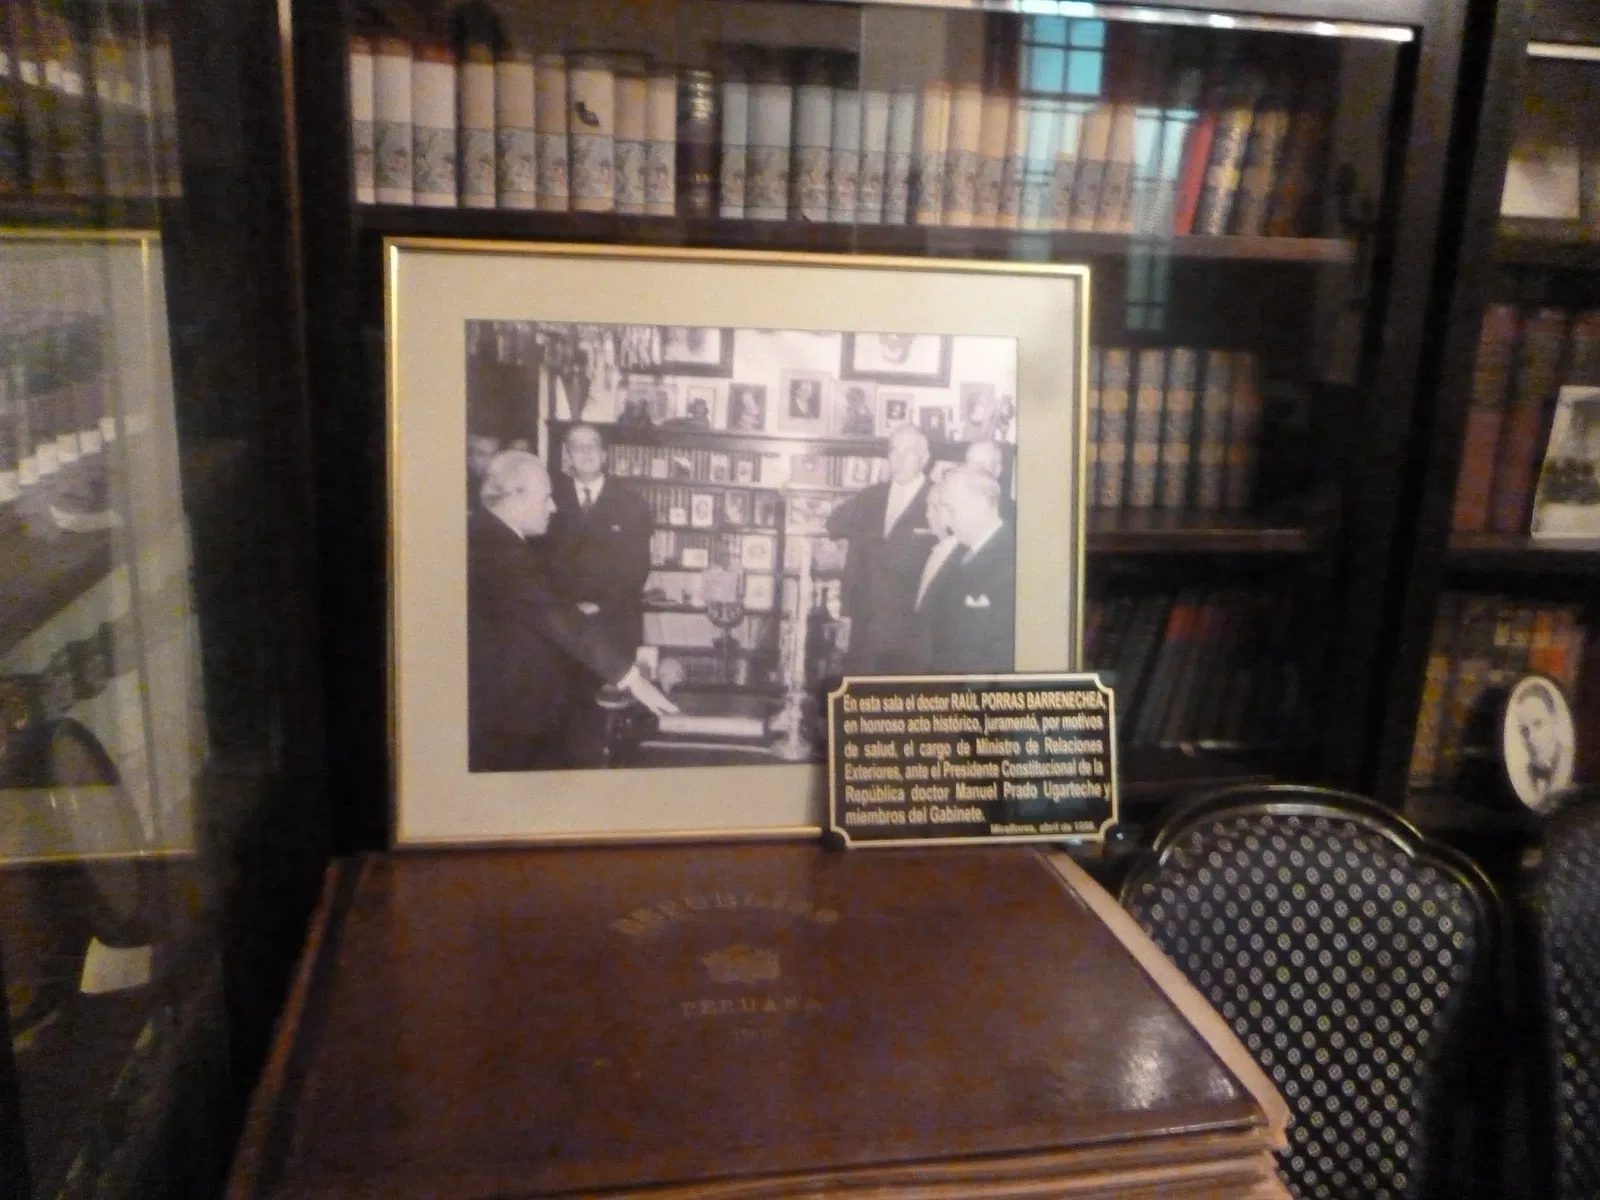 En esta sala el doctor RAÚL PORRAS BARRENECHEA,
en honroso acto histórico, juramentó, por motivos
de salud, el cargo de Ministro de Relaciones
Exteriores, ante el Presidente Constitucional de la
República doctor Manuel Prado Ugarteche y
miembros del Gabinete.
Miraflores, abril de 1958
REPUBLICA
PERUANA